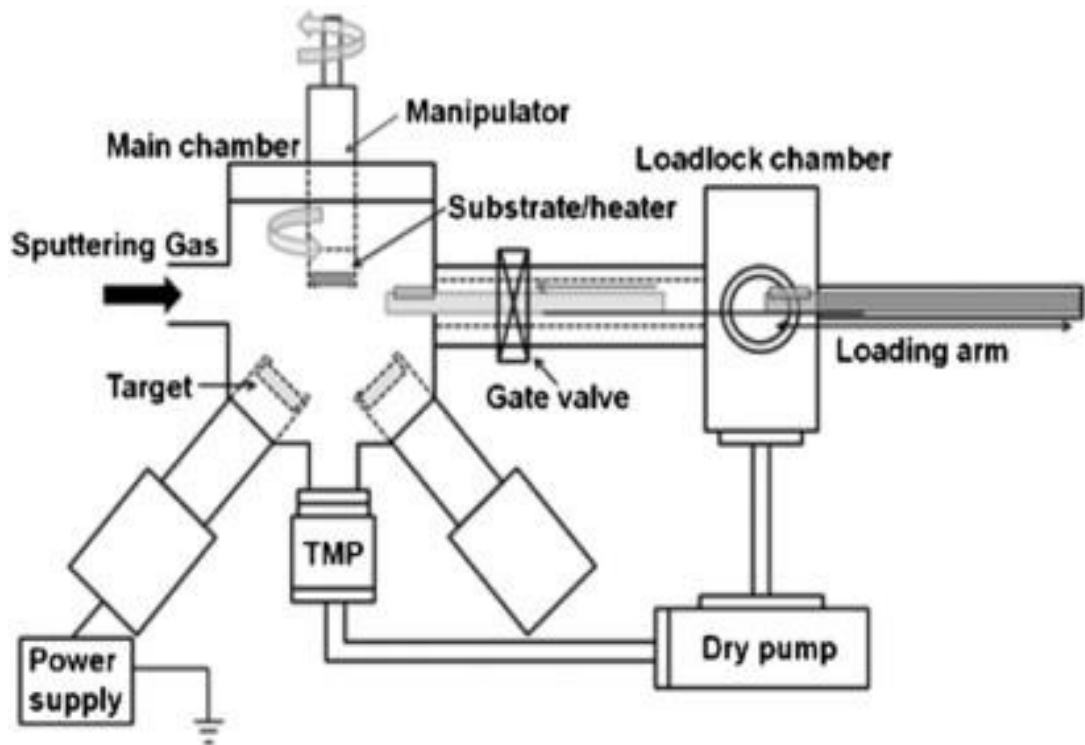 Manipulator
Main chamber
Loadlock chamber
Substrate/heater
Sputtering Gas
Loading arm
Target
Gate valve
TMP
Dry pump
Power
supply